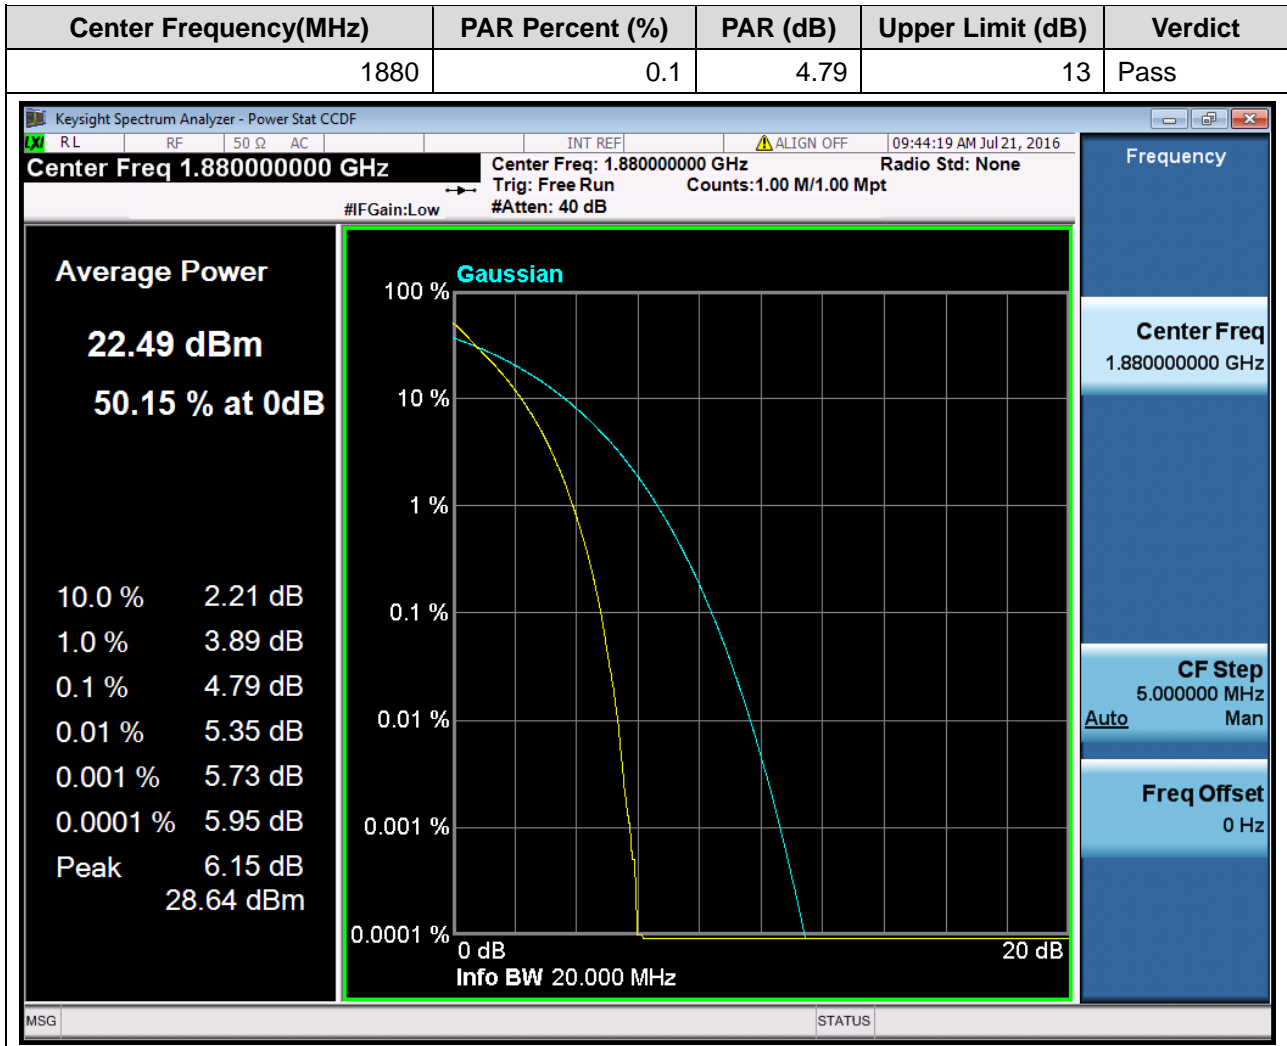 Center Frequency(MHz) PAR Percent (%) PAR (dB) Upper Limit (dB) Verdict
1880 0.1 4.79 13 Pass
Keysight Spectrum Analyzer - Power Stat CCDF
LXI RL RF 50 Ω AC INT REF ALIGN OFF 09:44:19 AM Jul 21, 2016
Center Freq 1.880000000 GHz
Center Freq: 1.880000000 GHz Radio Std: None
Trig: Free Run Counts:1.00 M/1.00 Mpt
#IFGain:Low #Atten: 40 dB
Average Power
22.49 dBm
50.15 % at 0dB
10.0 % 2.21 dB
1.0 % 3.89 dB
0.1 % 4.79 dB
0.01 % 5.35 dB
0.001 % 5.73 dB
0.0001 % 5.95 dB
Peak 6.15 dB
28.64 dBm
Gaussian
100 %
10 %
1 %
0.1 %
0.01 %
0.001 %
0.0001 %
0 dB 20 dB
Info BW 20.000 MHz
Frequency
Center Freq
1.880000000 GHz
CF Step
5.000000 MHz
Auto Man
Freq Offset
0 Hz
MSG STATUS